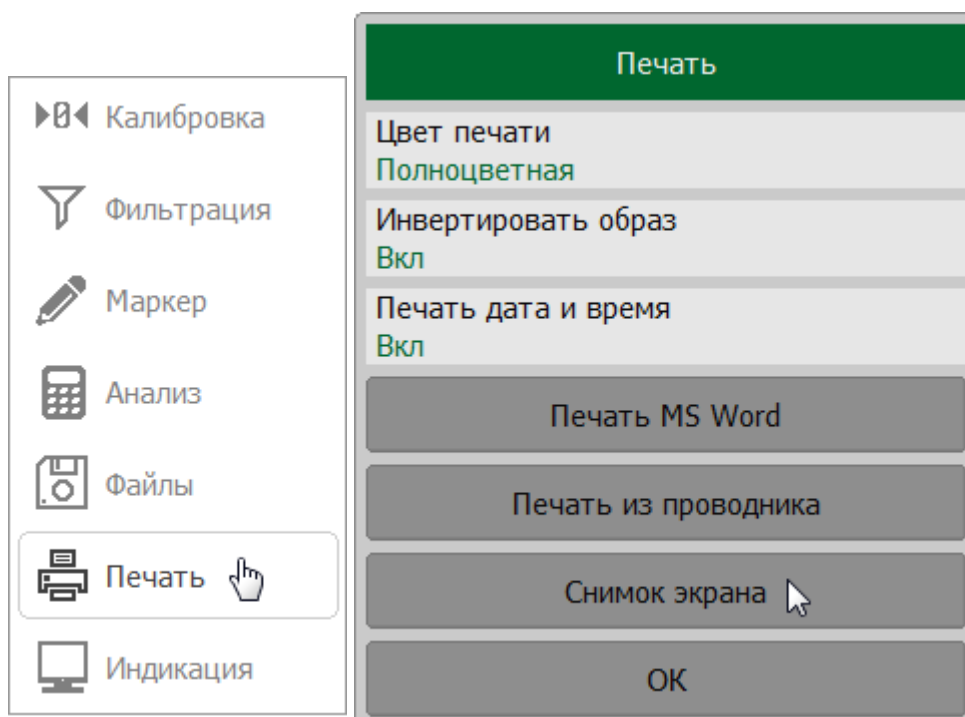 Калибровка
Фильтрация
Маркер
Анализ
Файлы
Печать
Индикация
Печать
Цвет печати
Полноцветная
Инвертировать образ
Вкл
Печать дата и время
Вкл
Печать MS Word
Печать из проводника
Снимок экрана
ОК